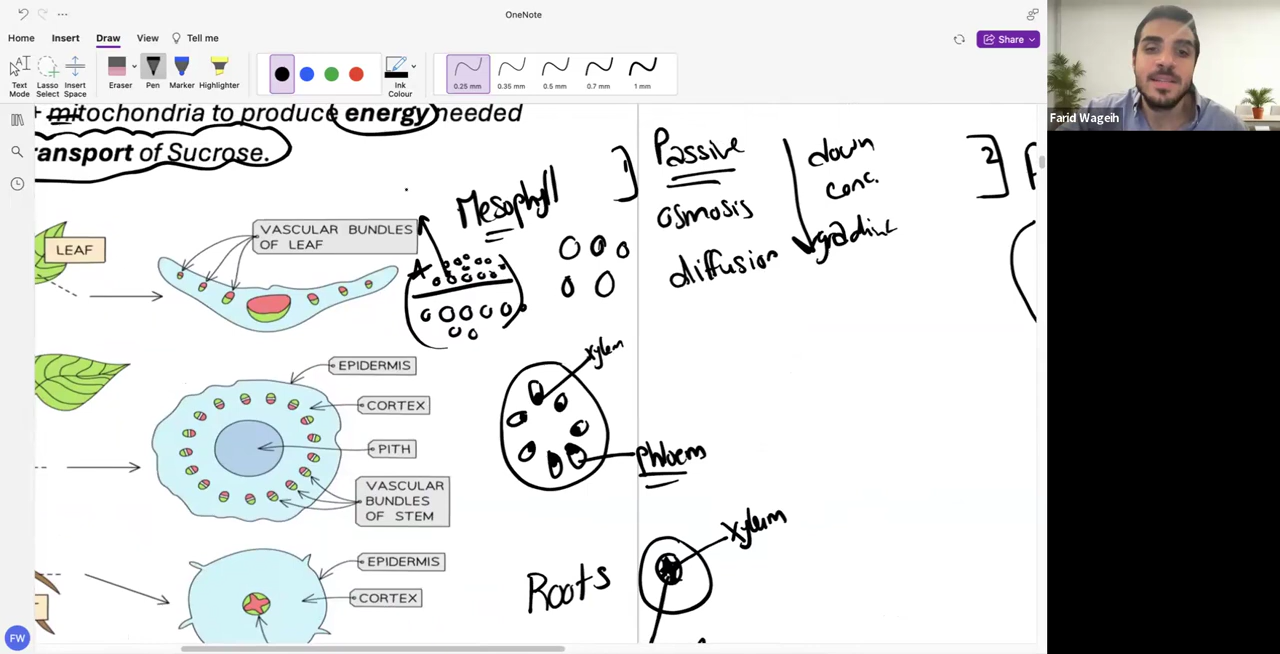 OneNote
Home Insert Draw View Tell me
Share
Text Mode
Lasso Select
Insert Space
Eraser
Pen
Marker
Highlighter
Ink Colour
0.25 mm
0.35 mm
0.5 mm
0.7 mm
1 mm
Farid Wageih
mitochondria to produce energy needed
ransport of Sucrose.
Mesophyll
1
Passive
osmosis
diffusion
down
conc.
gradient
2
LEAF
VASCULAR BUNDLES
OF LEAF
EPIDERMIS
CORTEX
PITH
VASCULAR
BUNDLES
OF STEM
xylem
phloem
EPIDERMIS
CORTEX
Roots
xylem
FW